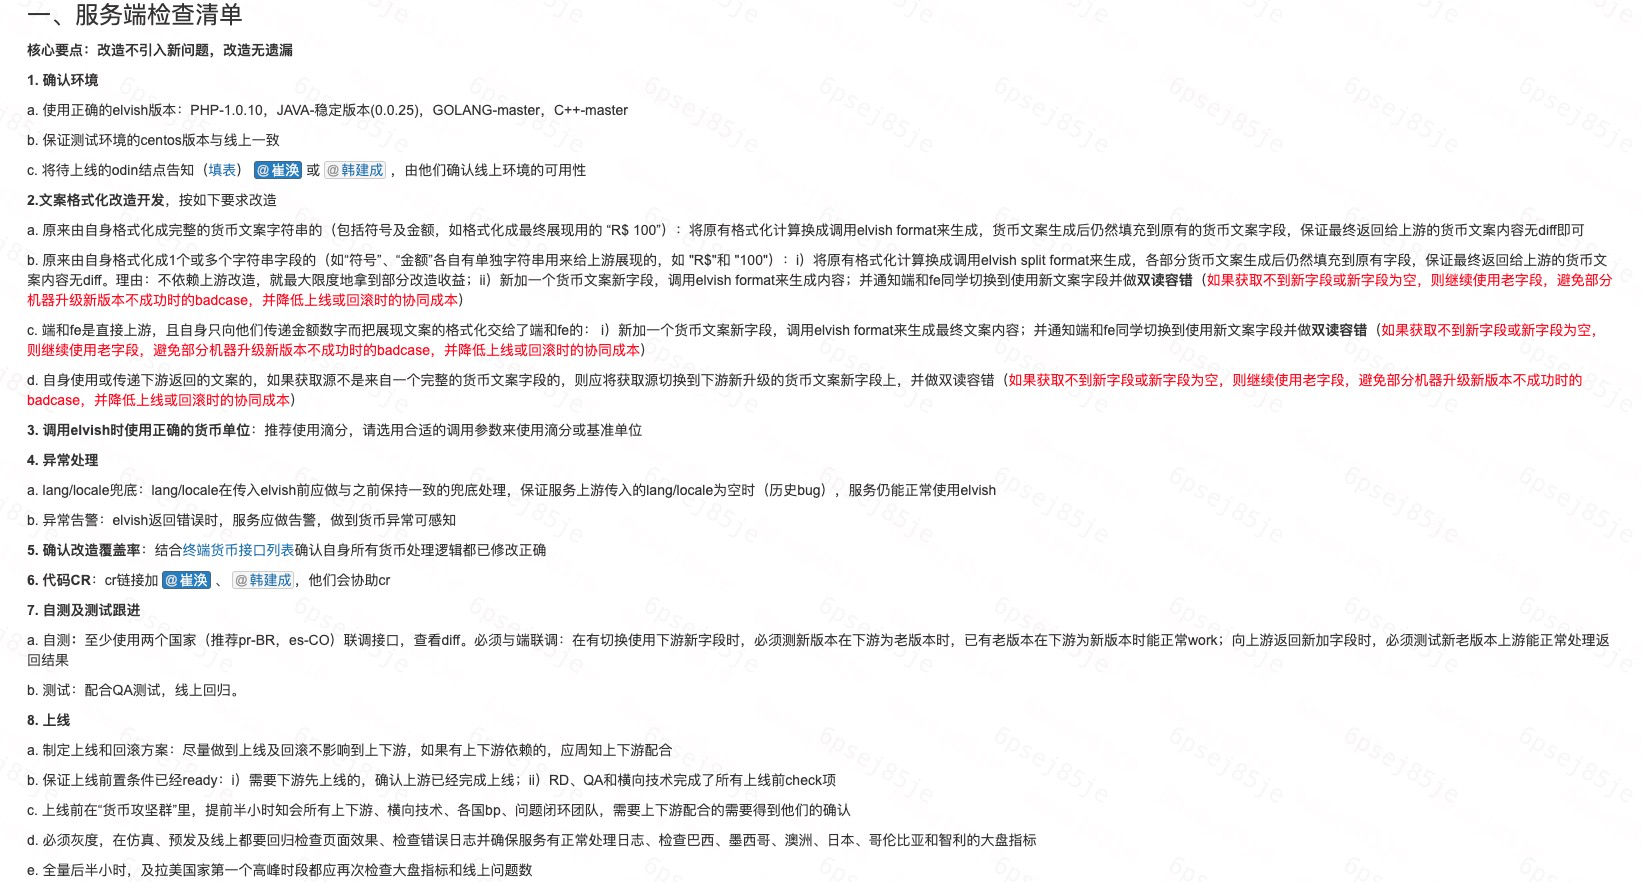 一、服务端检查清单
核心要点：改造不引入新问题，改造无遗漏
1. 确认环境
a. 使用正确的elvish版本：PHP-1.0.10，JAVA-稳定版本(0.0.25)，GOLANG-master，C++-master
b. 保证测试环境的centos版本与线上一致
c. 将待上线的odin结点告知（填表） @崔涣 或 @韩建成 ，由他们确认线上环境的可用性
2.文案格式化改造开发，按如下要求改造
a. 原来由自身格式化成完整的货币文案字符串的（包括符号及金额，如格式化成最终展现用的 “R$ 100”）：将原有格式化计算换成调用elvish format来生成，货币文案生成后仍然填充到原有的货币文案字段，保证最终返回给上游的货币文案内容无diff即可
b. 原来由自身格式化成1个或多个字符串字段的（如“符号”、“金额”各自有单独字符串用来给上游展现的，如 "R$"和 "100"）：i）将原有格式化计算换成调用elvish split format来生成，各部分货币文案生成后仍然填充到原有字段，保证最终返回给上游的货币文
案内容无diff。理由：不依赖上游改造，就最大限度地拿到部分改造收益；ii）新加一个货币文案新字段，调用elvish format来生成内容；并通知端和fe同学切换到使用新文案字段并做双读容错（如果获取不到新字段或新字段为空，则继续使用老字段，避免部分
机器升级新版本不成功时的badcase，并降低上线或回滚时的协同成本）
c. 端和fe是直接上游，且自身只向他们传递金额数字而把展现文案的格式化交给了端和fe的： i）新加一个货币文案新字段，调用elvish format来生成最终文案内容；并通知端和fe同学切换到使用新文案字段并做双读容错（如果获取不到新字段或新字段为空，
则继续使用老字段，避免部分机器升级新版本不成功时的badcase，并降低上线或回滚时的协同成本）
d. 自身使用或传递下游返回的文案的，如果获取源不是来自一个完整的货币文案字段的，则应将获取源切换到下游新升级的货币文案新字段上，并做双读容错（如果获取不到新字段或新字段为空，则继续使用老字段，避免部分机器升级新版本不成功时的
badcase，并降低上线或回滚时的协同成本）
3. 调用elvish时使用正确的货币单位：推荐使用滴分，请选用合适的调用参数来使用滴分或基准单位
4. 异常处理
a. lang/locale兜底：lang/locale在传入elvish前应做与之前保持一致的兜底处理，保证服务上游传入的lang/locale为空时（历史bug），服务仍能正常使用elvish
b. 异常告警：elvish返回错误时，服务应做告警，做到货币异常可感知
5. 确认改造覆盖率：结合终端货币接口列表确认自身所有货币处理逻辑都已修改正确
6. 代码CR：cr链接加 @崔涣 、 @韩建成，他们会协助cr
7. 自测及测试跟进
a. 自测：至少使用两个国家（推荐pr-BR，es-CO）联调接口，查看diff。必须与端联调：在有切换使用下游新字段时，必须测新版本在下游为老版本时，已有老版本在下游为新版本时能正常work；向上游返回新加字段时，必须测试新老版本上游能正常处理返
回结果
b. 测试：配合QA测试，线上回归。
8. 上线
a. 制定上线和回滚方案：尽量做到上线及回滚不影响到上下游，如果有上下游依赖的，应周知上下游配合
b. 保证上线前置条件已经ready：i）需要下游先上线的，确认上游已经完成上线；ii）RD、QA和横向技术完成了所有上线前check项
c. 上线前在“货币攻坚群”里，提前半小时知会所有上下游、横向技术、各国bp、问题闭环团队，需要上下游配合的需要得到他们的确认
d. 必须灰度，在仿真、预发及线上都要回归检查页面效果、检查错误日志并确保服务有正常处理日志、检查巴西、墨西哥、澳洲、日本、哥伦比亚和智利的大盘指标
e. 全量后半小时，及拉美国家第一个高峰时段都应再次检查大盘指标和线上问题数
6psej85je